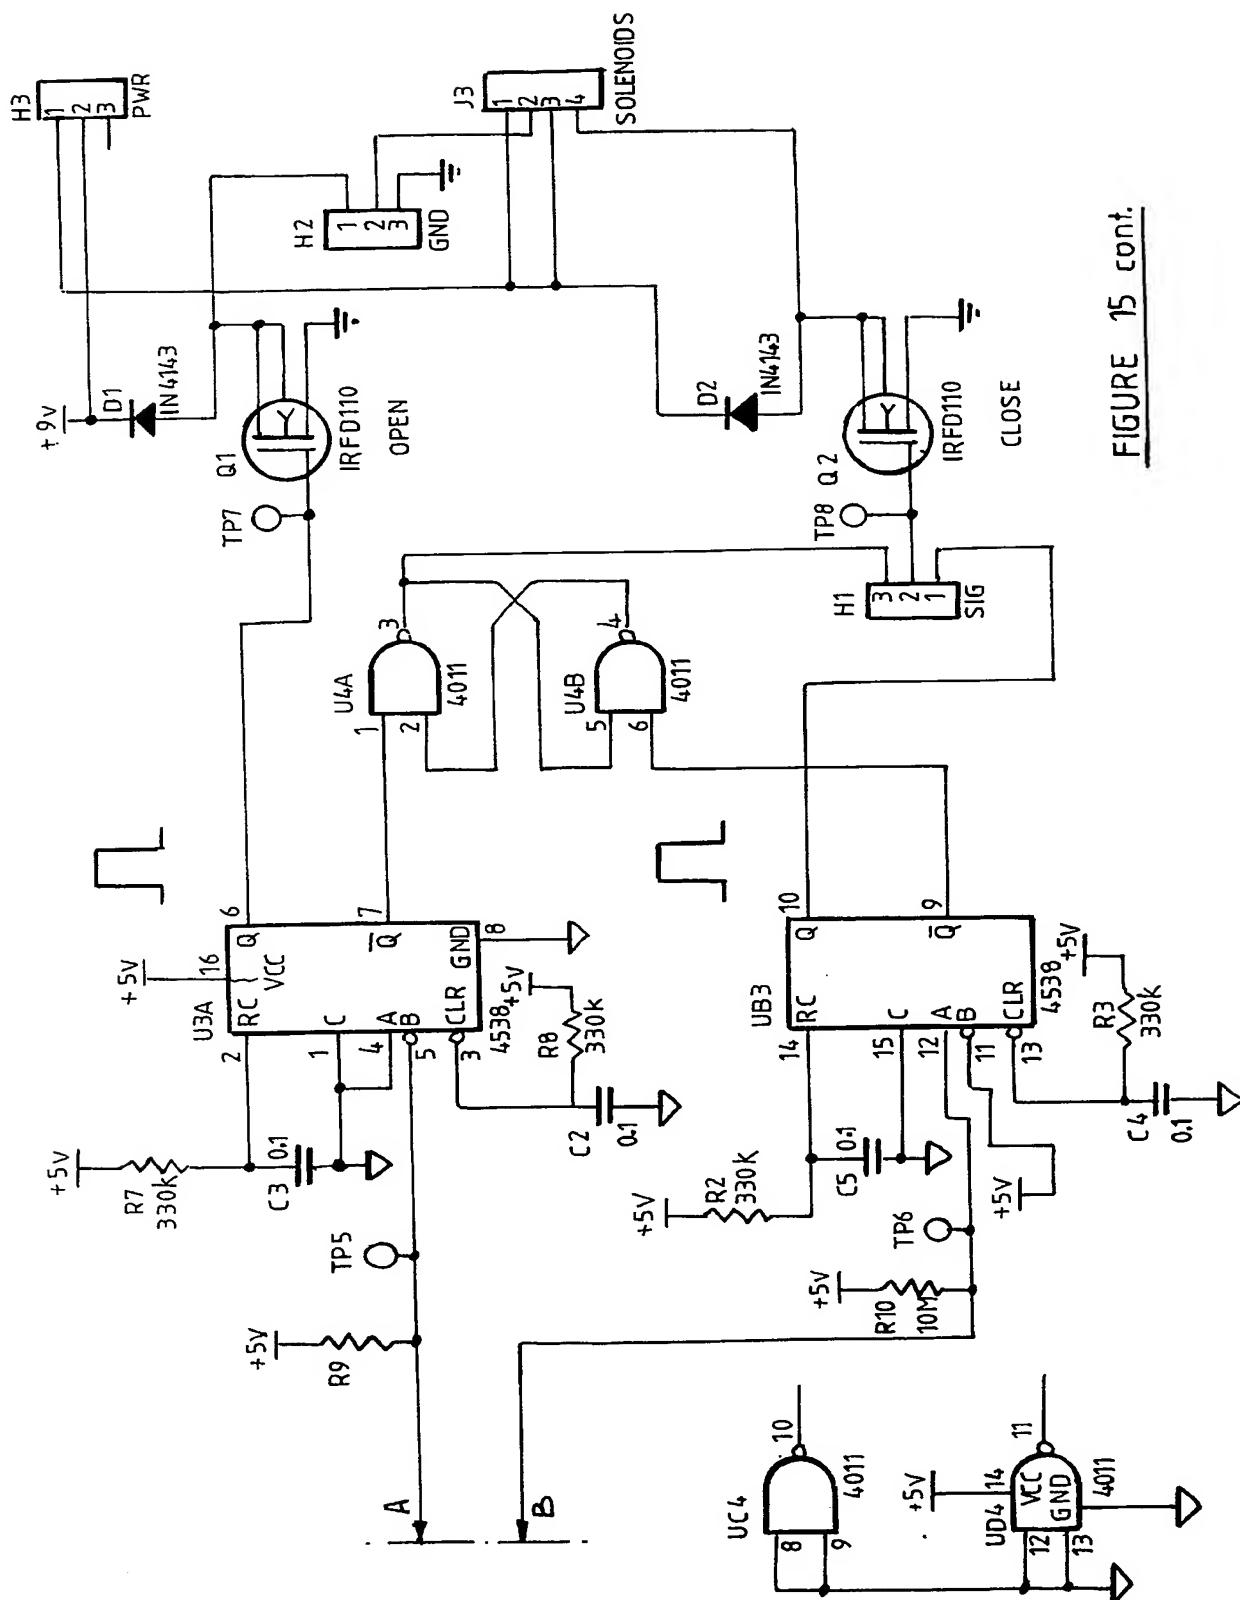 +5V
R7
330k
C3
0.1
+5V
R9
TP5
A
B
U3A
+5V
16
VCC
2
RC
1
C
4
A
5
B
3
CLR
4538
Q
6
Q
7
GND
8
+5V
R8
330k
C2
0.1
TP7
Q1
IRFD110
OPEN
+9V
D1
IN4143
H3
1
2
3
PWR
H2
1
2
3
GND
J3
1
2
3
4
SOLENOIDS
U4A
1
2
3
4011
U4B
5
6
4
4011
H1
3
2
1
SIG
TP8
Q2
IRFD110
CLOSE
D2
IN4143
+5V
R2
330k
C5
0.1
+5V
R10
10M
TP6
+5V
UB3
14
RC
15
C
12
A
11
B
13
CLR
4538
Q
10
Q
9
+5V
R3
330k
C4
0.1
UC4
8
9
10
4011
+5V
14
UD4
VCC
GND
12
13
11
4011
FIGURE 15 cont.